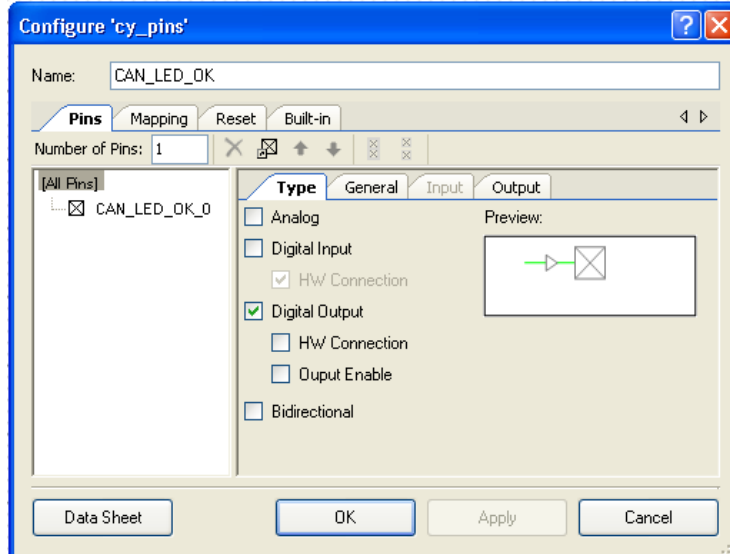 Configure 'cy_pins'
Name: CAN_LED_OK
Pins Mapping Reset Built-in
Number of Pins: 1
[All Pins]
CAN_LED_OK_0
Type General Input Output
Analog
Preview:
Digital Input
HW Connection
Digital Output
HW Connection
Ouput Enable
Bidirectional
Data Sheet OK Apply Cancel